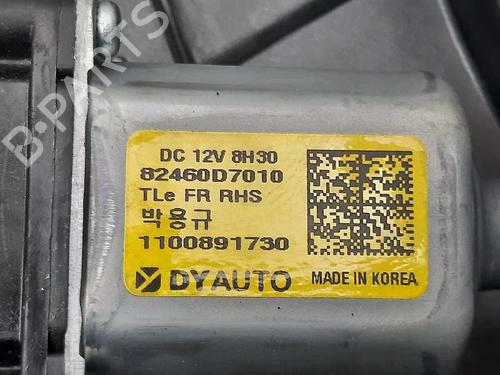 B-PARTS
DC 12V 8H30
82460D7010
TLe FR RHS
박용규
1100891730
DYAUTO MADE IN KOREA